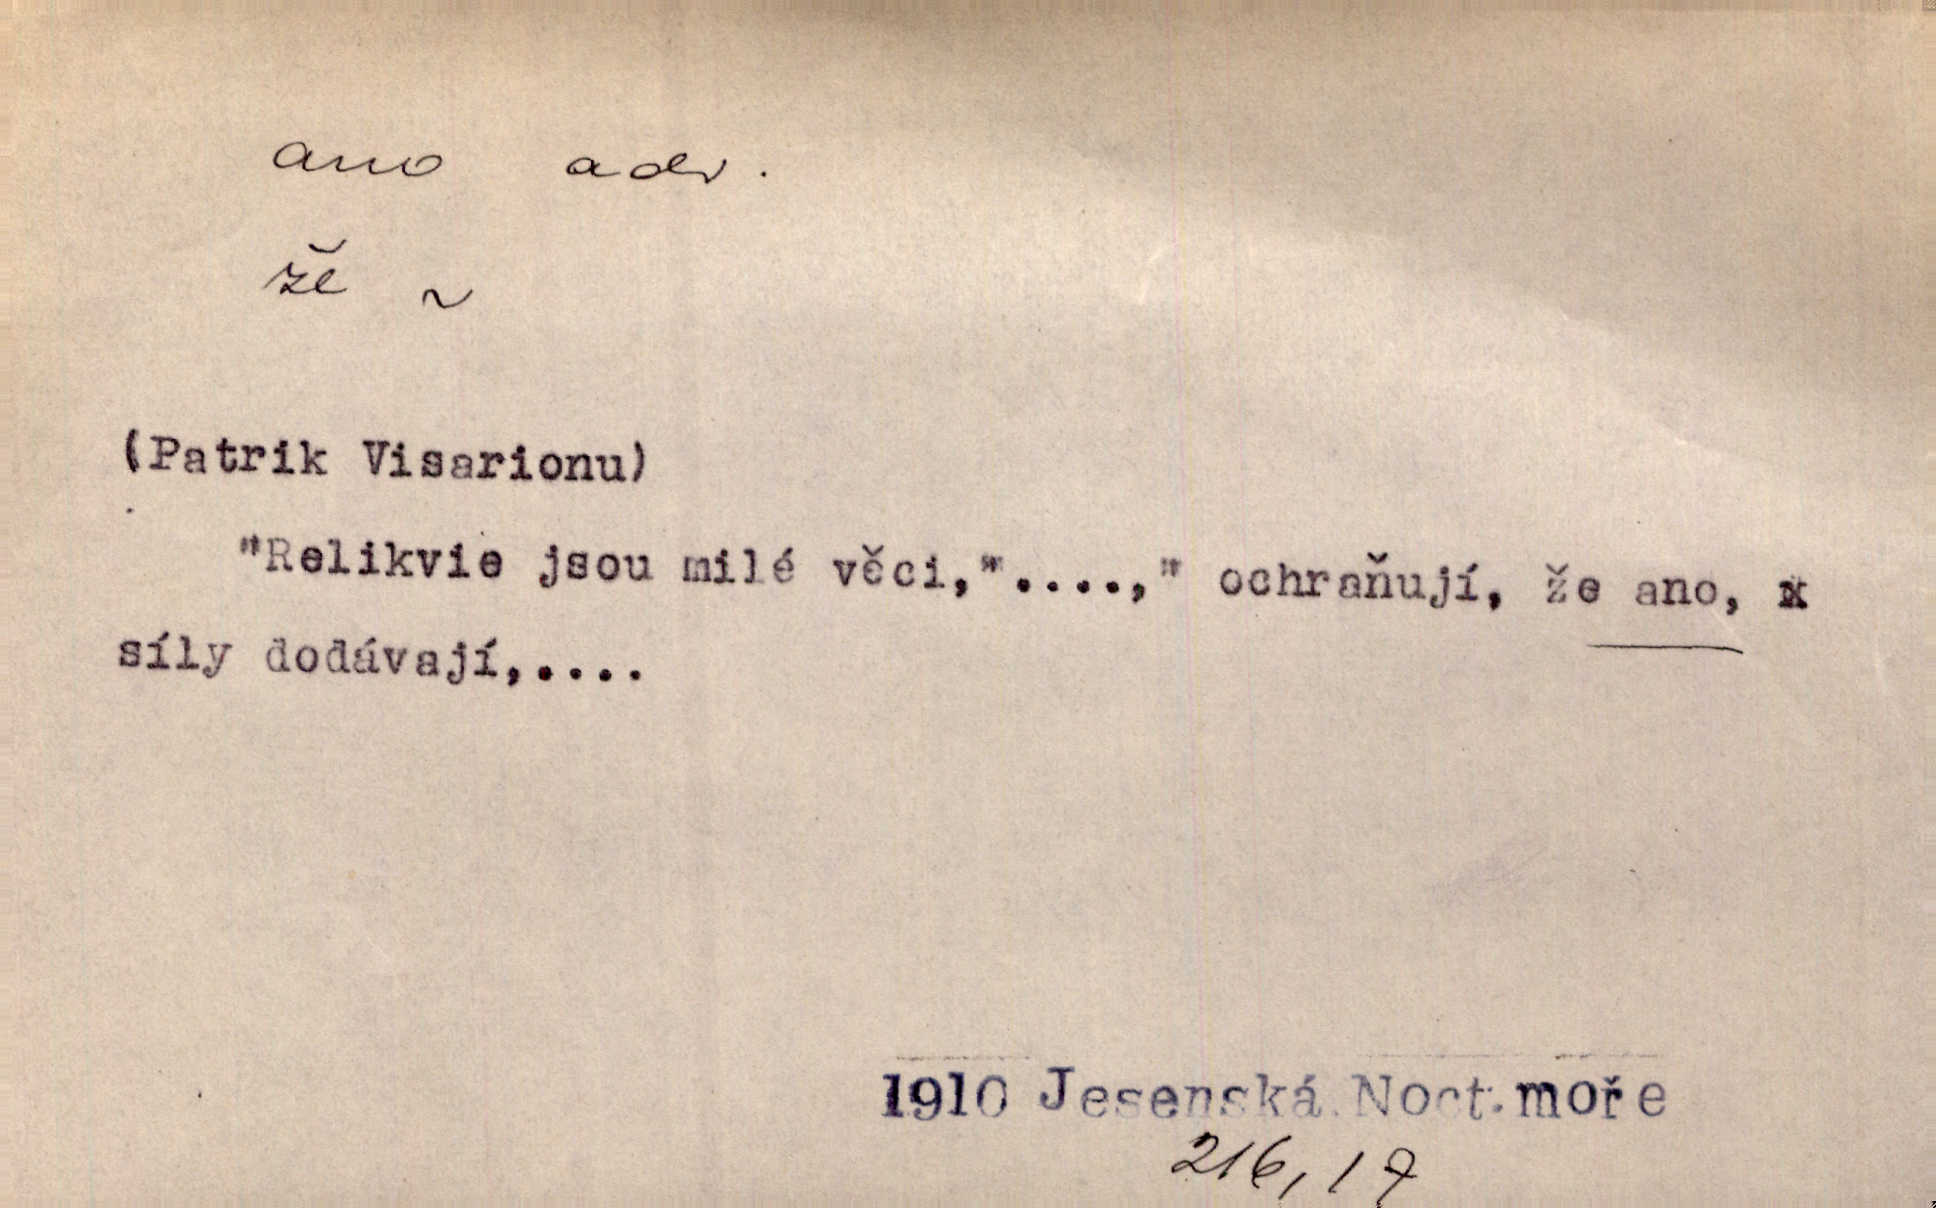 ano adv.
že ~
(Patrik Visarionu)
"Relikvie jsou milé věci,"....," ochraňují, že ano, x
síly dodávají,....
1910 Jesenská Noct. moře
216, 17